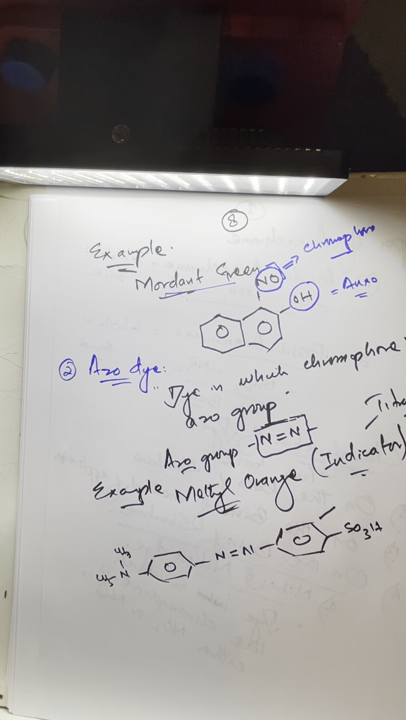 8
Example.
Mordant Green
NO => chromophore
OH = Auxo
② Azo dye:
Dye in which chromophore
azo group.
Azo group -N=N-
Titra
Example Methyl Orange (Indicator)
CH3
CH3 N
N=N
SO3H